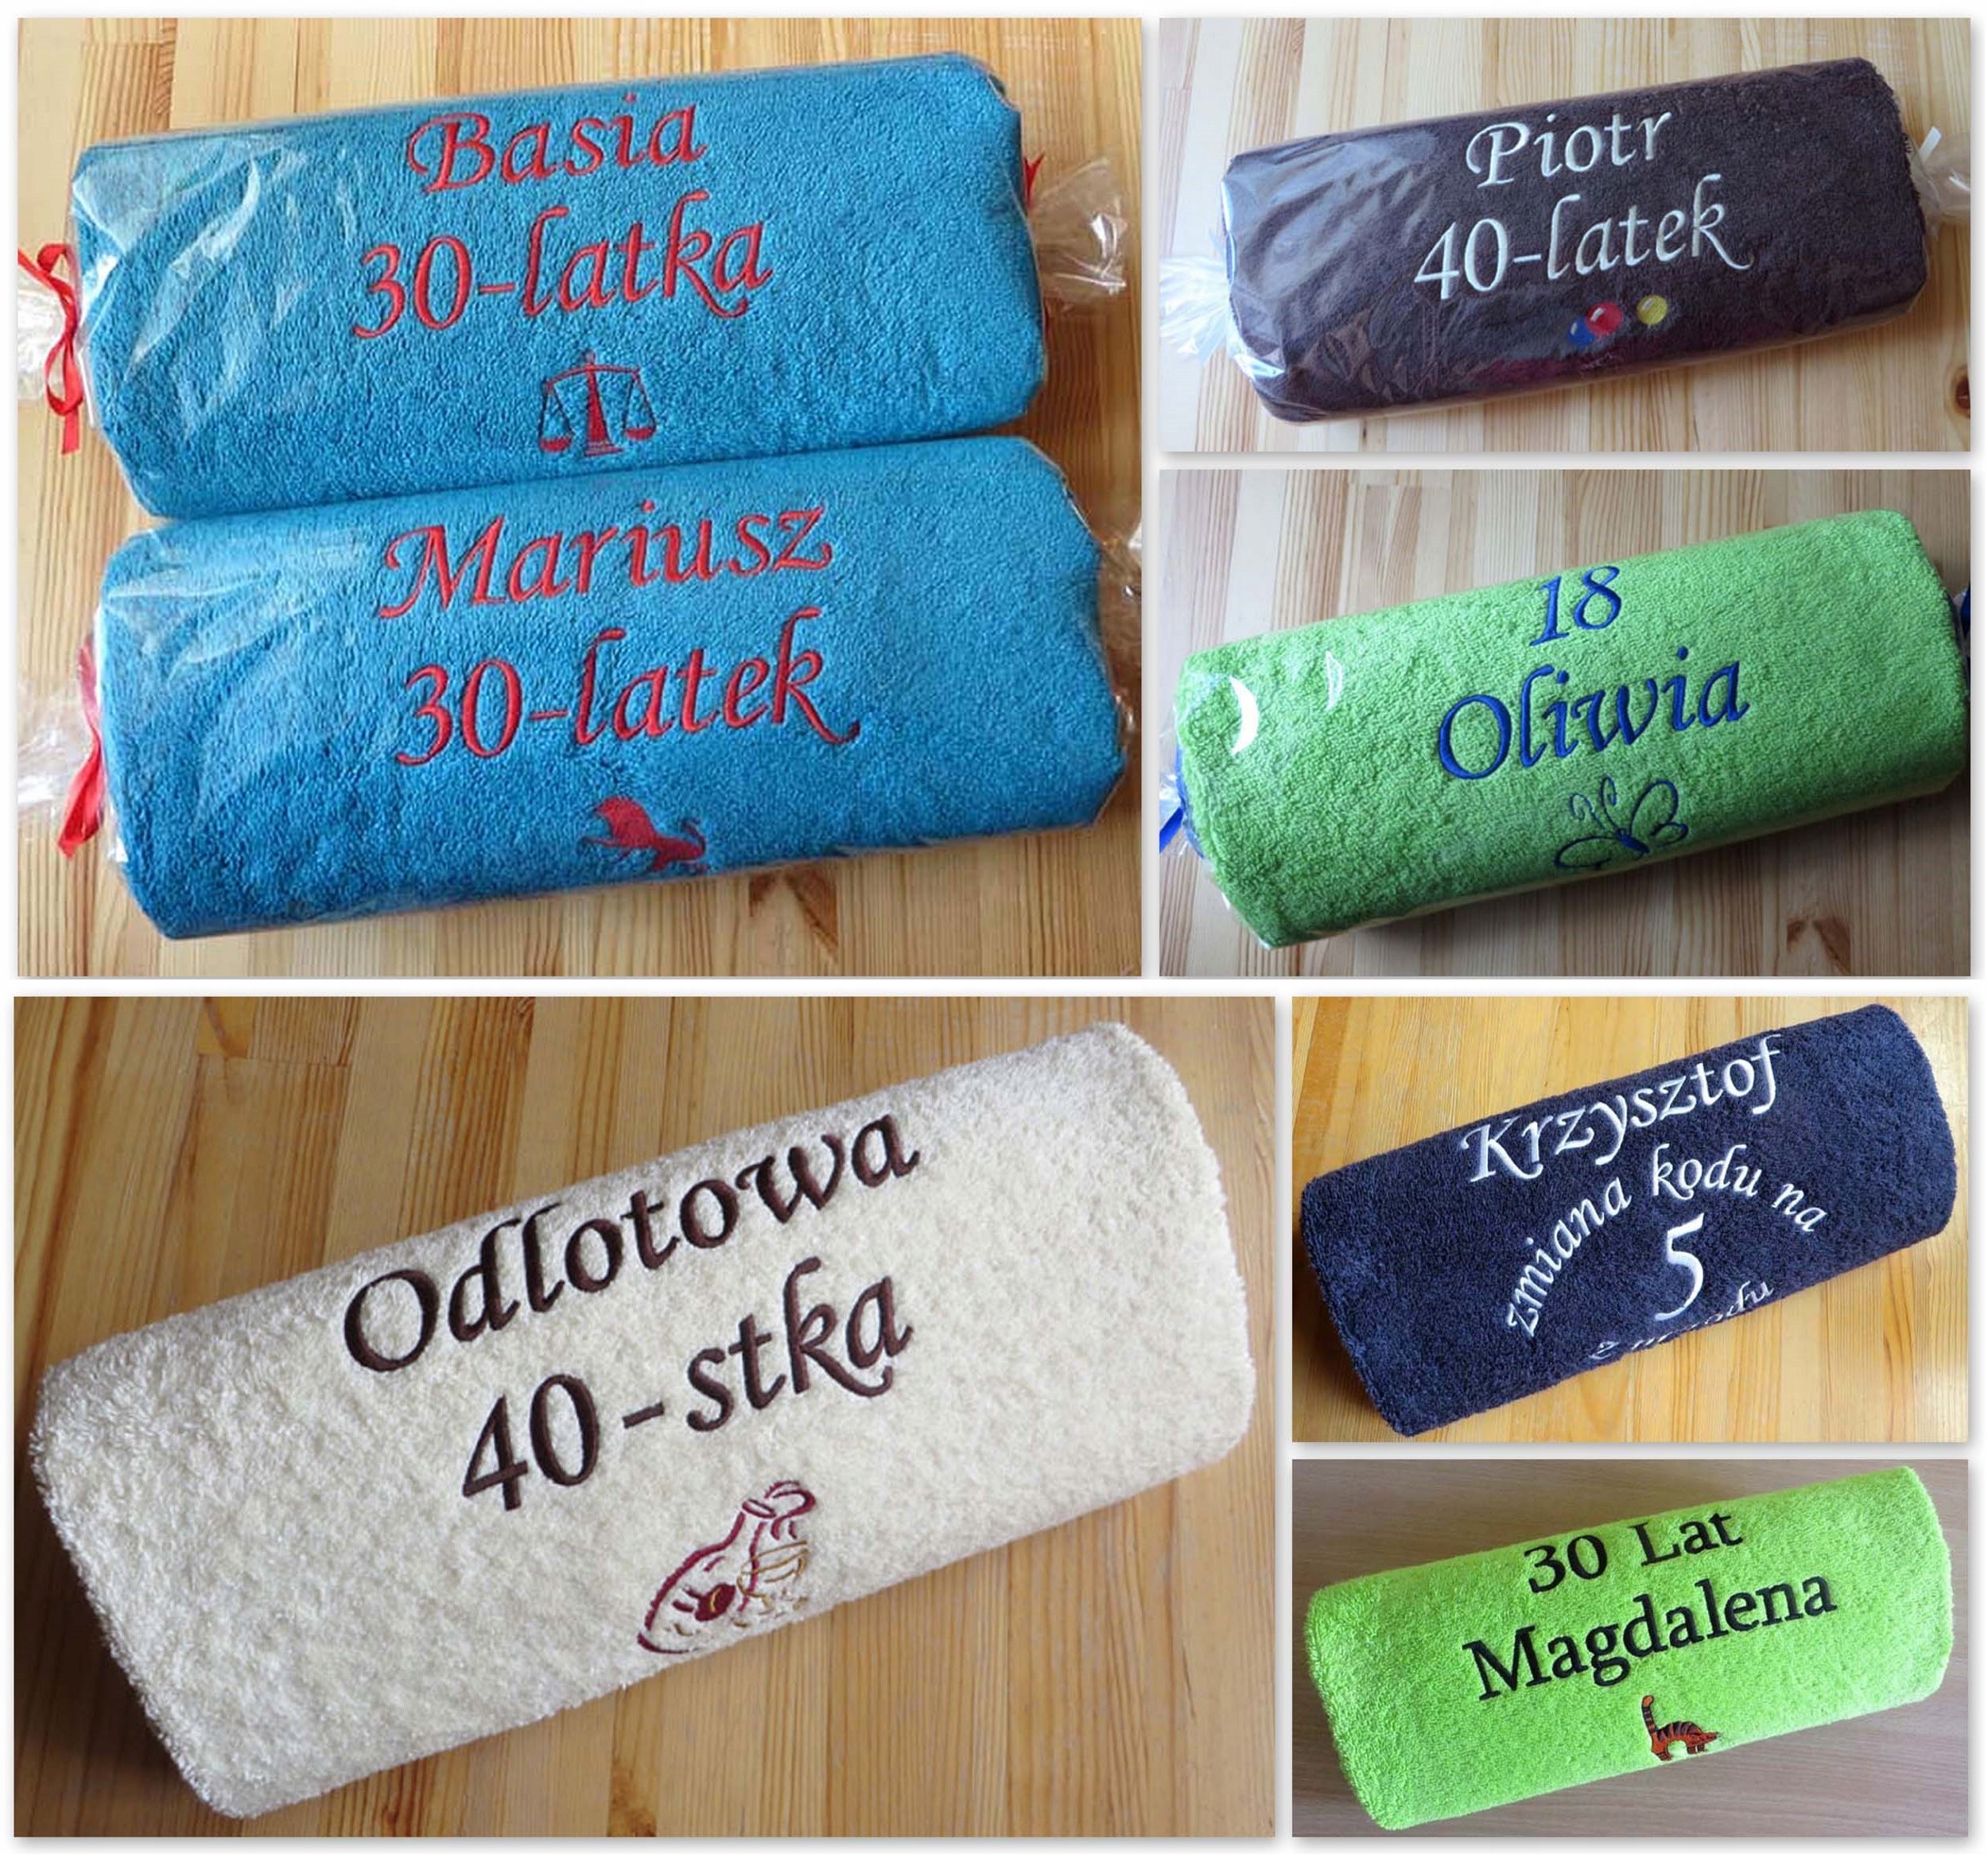 Basia
30-latka
Mariusz
30-latek
Piotr
40-latek
18
Oliwia
Odlotowa
40-stka
Krzysztof
zmiana kodu na
5
z przodu
30 Lat
Magdalena